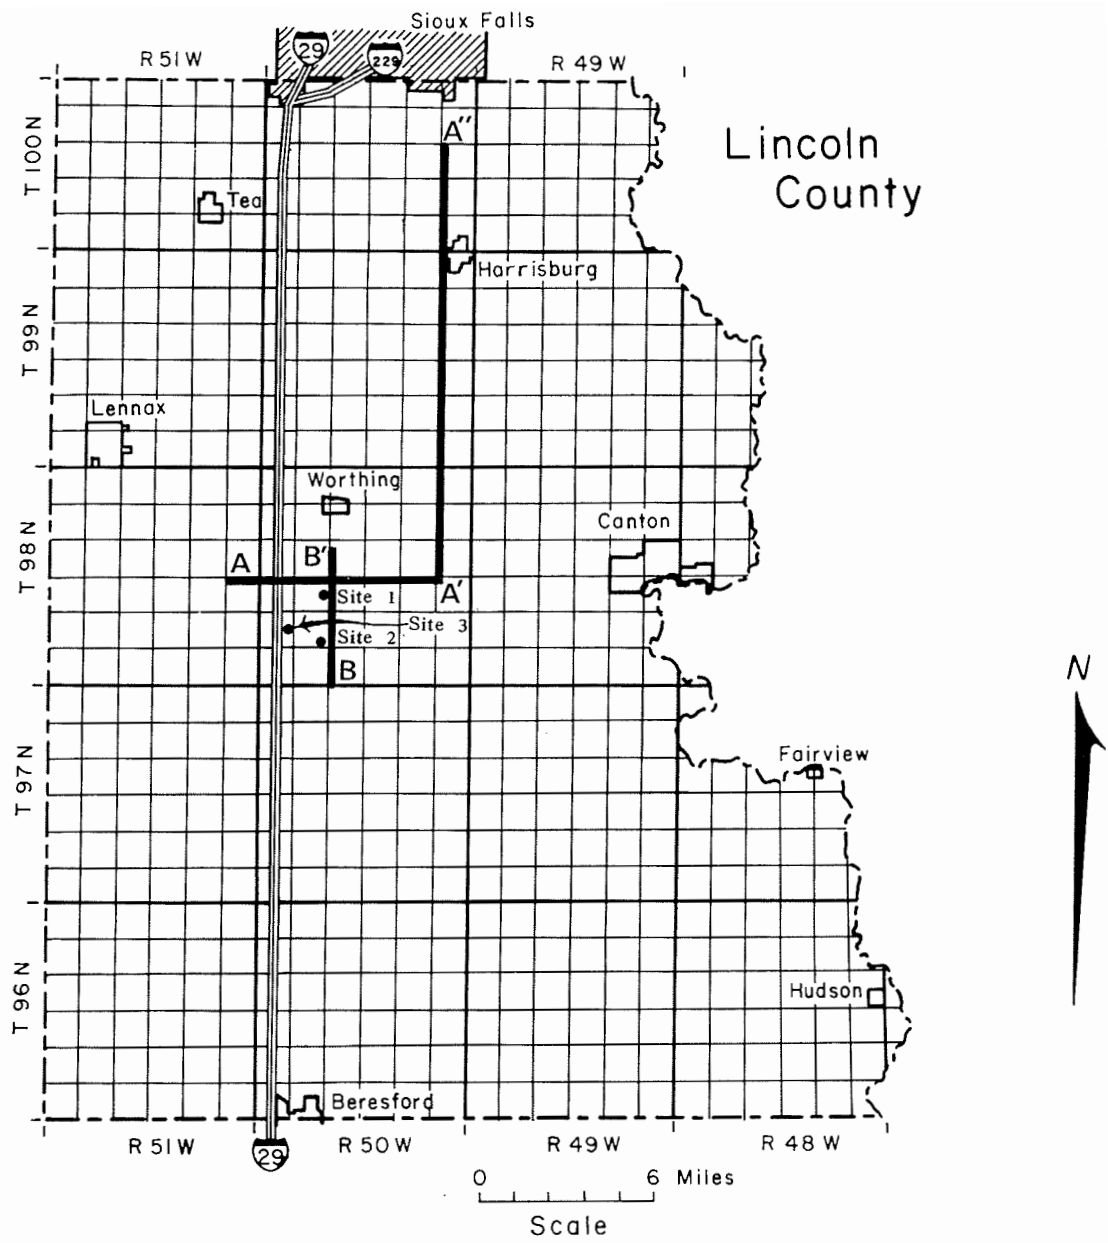 Sioux Falls
29
229
R 51 W
R 49 W
T 100 N
A"
Lincoln
County
Tea
Harrisburg
T 99 N
Lennax
Worthing
Canton
T 98 N
A
B'
A'
Site 1
Site 3
Site 2
B
N
Fairview
T 97 N
T 96 N
Hudson
Beresford
R 51 W
R 50 W
R 49 W
R 48 W
29
0 6 Miles
Scale